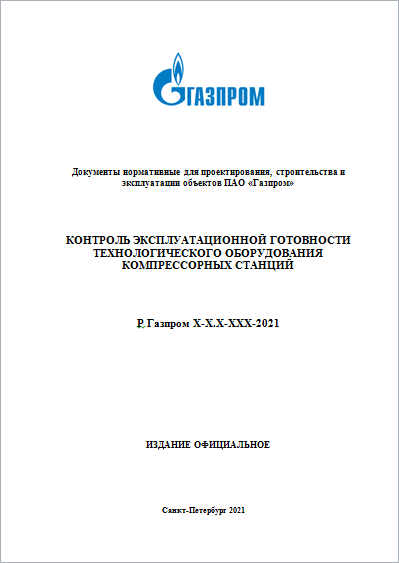 ГАЗПРОМ
Документы нормативные для проектирования, строительства и
эксплуатации объектов ПАО «Газпром»
КОНТРОЛЬ ЭКСПЛУАТАЦИОННОЙ ГОТОВНОСТИ
ТЕХНОЛОГИЧЕСКОГО ОБОРУДОВАНИЯ
КОМПРЕССОРНЫХ СТАНЦИЙ
Р Газпром Х-Х.Х-ХХХ-2021
ИЗДАНИЕ ОФИЦИАЛЬНОЕ
Санкт-Петербург 2021